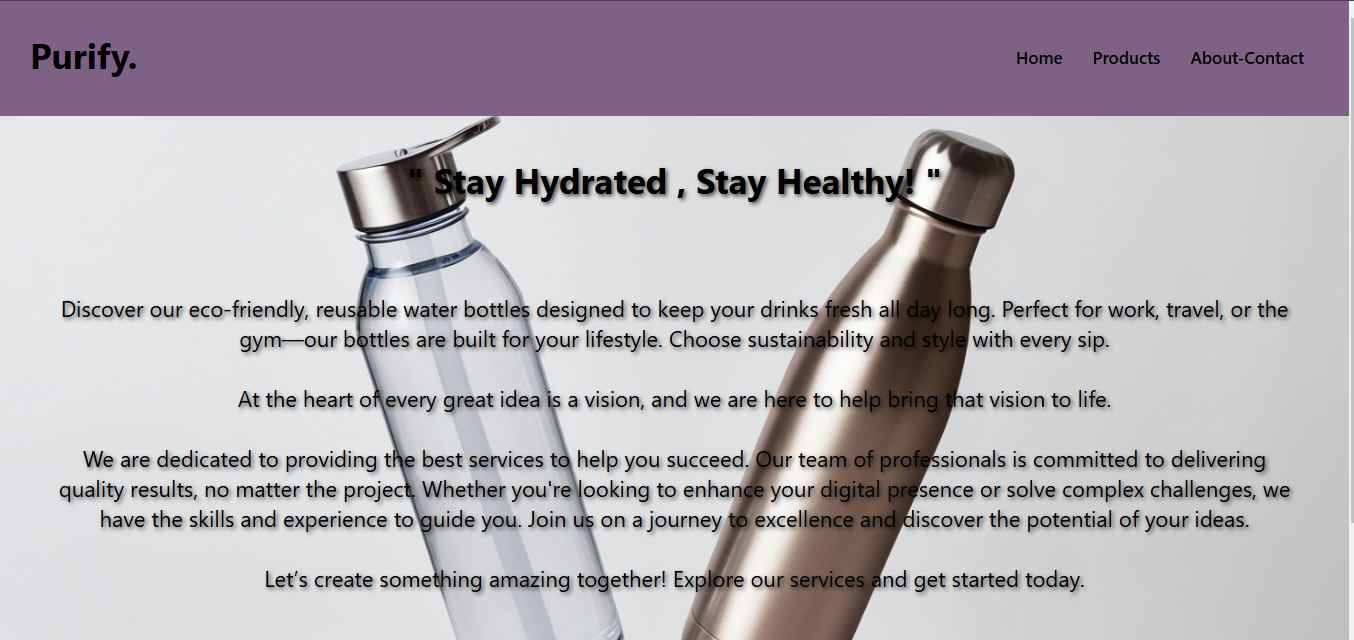 Purify.
Home Products About-Contact
" Stay Hydrated , Stay Healthy! "
Discover our eco-friendly, reusable water bottles designed to keep your drinks fresh all day long. Perfect for work, travel, or the
gym—our bottles are built for your lifestyle. Choose sustainability and style with every sip.
At the heart of every great idea is a vision, and we are here to help bring that vision to life.
We are dedicated to providing the best services to help you succeed. Our team of professionals is committed to delivering
quality results, no matter the project. Whether you're looking to enhance your digital presence or solve complex challenges, we
have the skills and experience to guide you. Join us on a journey to excellence and discover the potential of your ideas.
Let’s create something amazing together! Explore our services and get started today.